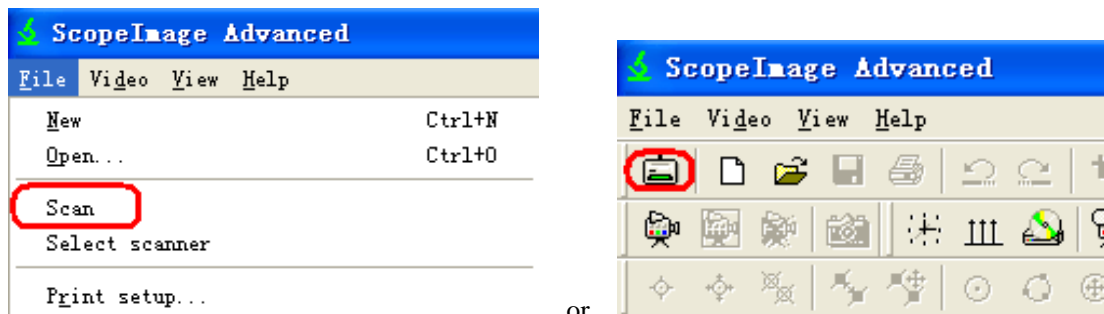 ScopeImage Advanced
File Video View Help
New Ctrl+N
Open... Ctrl+O
Scan
Select scanner
Print setup...
or
ScopeImage Advanced
File Video View Help